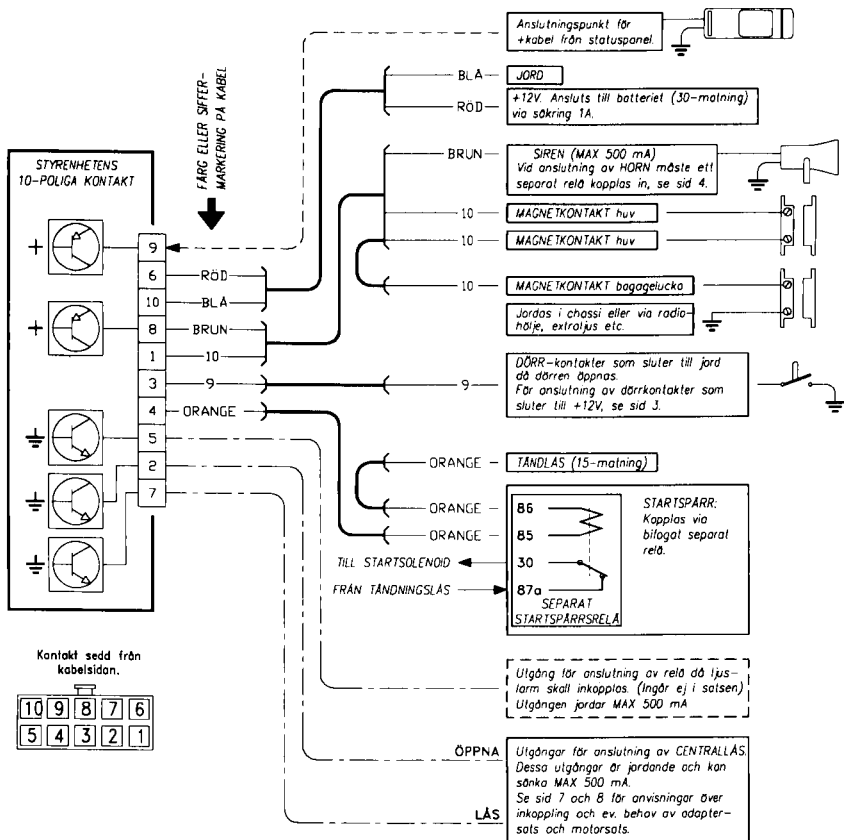 Anslutningspunkt för
+kabel från statuspanel.
BLÅ
JORD
RÖD
+12V. Ansluts till batteriet (30-matning)
via säkring 1A.
FÄRG ELLER SIFFER-
MARKERING PÅ KABEL
STYRENHETENS
10-POLIGA KONTAKT
BRUN
SIREN (MAX 500 mA)
Vid anslutning av HORN måste ett
separat relä kopplas in, se sid 4.
10
MAGNETKONTAKT huv
10
MAGNETKONTAKT huv
10
MAGNETKONTAKT bagagelucka
Jordas i chassi eller via radio-
hölje, extraljus etc.
+
9
6
RÖD
10
BLÅ
+
8
BRUN
1
10
3
9
4
ORANGE
5
2
7
9
DÖRR-kontakter som sluter till jord
då dörren öppnas.
För anslutning av dörrkontakter som
sluter till +12V, se sid 3.
ORANGE
TÄNDLÅS (15-matning)
ORANGE
86
ORANGE
85
TILL STARTSOLENOID
30
FRÅN TÄNDNINGSLÅS
87a
SEPARAT
STARTSPÄRRSRELÄ
STARTSPÄRR:
Kopplas via
bifogat separat
relä.
Kontakt sedd från
kabelsidan.
10 9 8 7 6
5 4 3 2 1
Utgång för anslutning av relä då ljus-
larm skall inkopplas. (Ingår ej i satsen)
Utgången jordar MAX 500 mA
ÖPPNA
LÅS
Utgångar för anslutning av CENTRALLÅS.
Dessa utgångar är jordande och kan
sänka MAX 500 mA.
Se sid 7 och 8 för anvisningar över
inkoppling och ev. behov av adapter-
sats och motorsats.